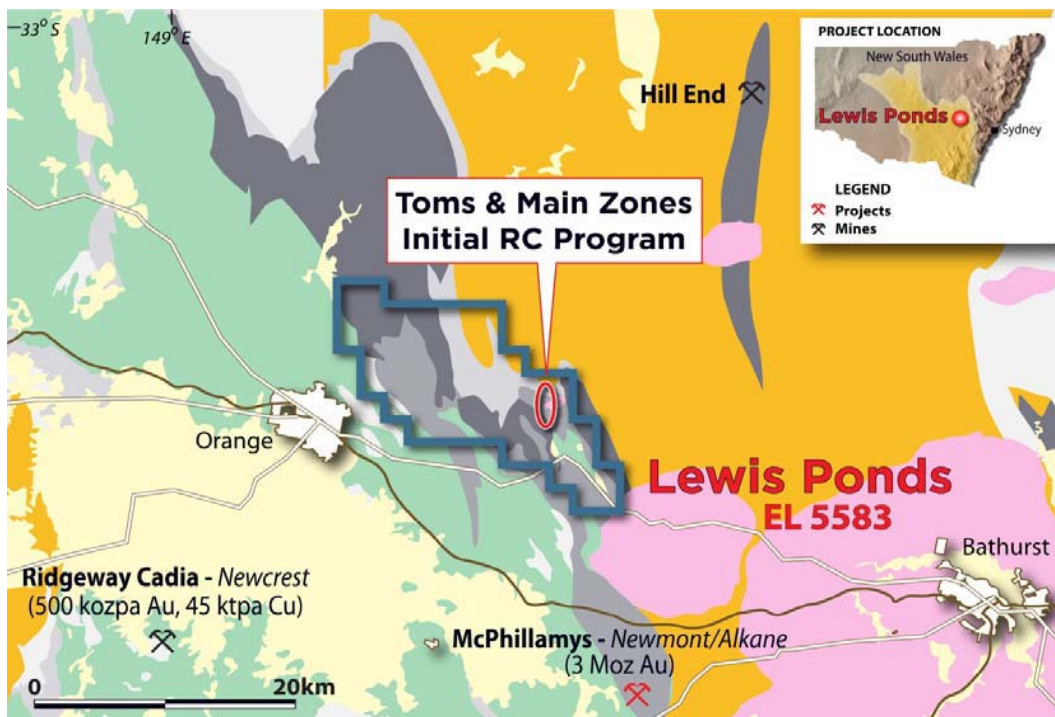 33° S
149° E
PROJECT LOCATION
New South Wales
Lewis Ponds
Sydney
LEGEND
Projects
Mines
Hill End
Toms & Main Zones
Initial RC Program
Orange
Lewis Ponds
EL 5583
Bathurst
Ridgeway Cadia - Newcrest
(500 kozpa Au, 45 ktpa Cu)
McPhillamys - Newmont/Alkane
(3 Moz Au)
0 20km